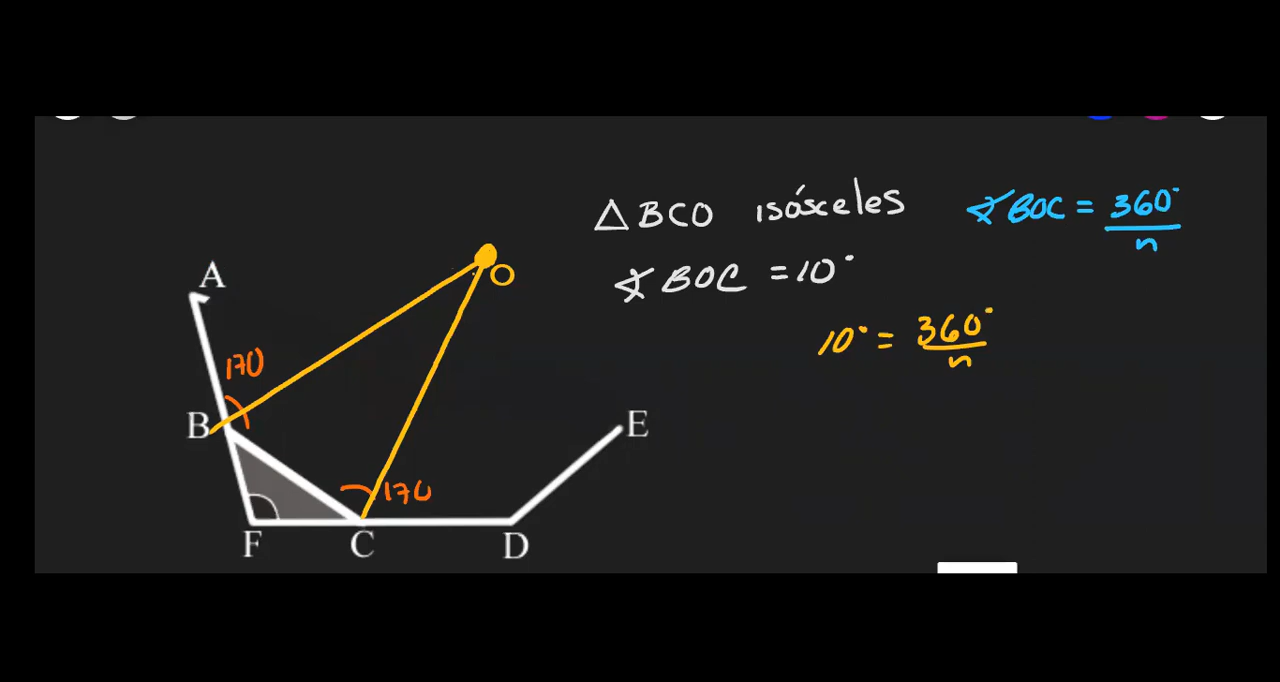 △BCO isósceles
∢BOC = 360°/n
∢BOC = 10°
10° = 360°/n
A
O
170
B
E
170
F
C
D